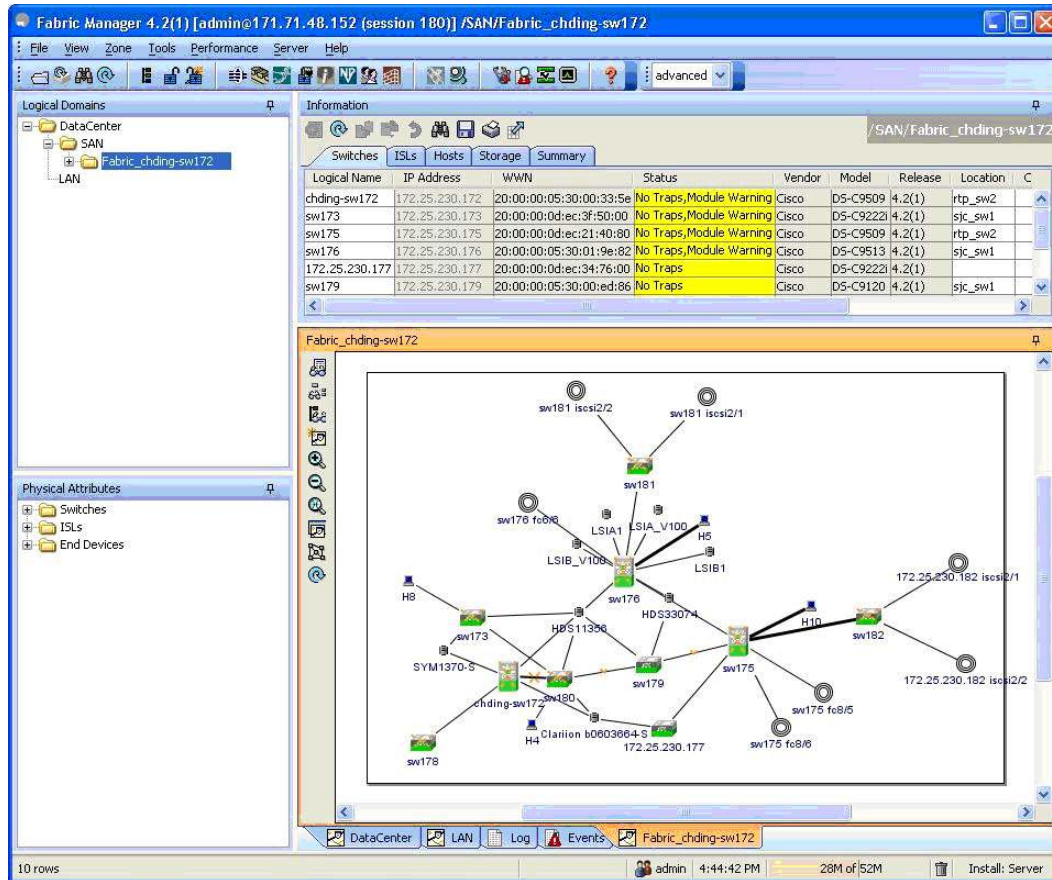 Fabric Manager 4.2(1) [admin@171.71.48.152 (session 180)] /SAN/Fabric_chding-sw172
File View Zone Tools Performance Server Help
advanced
Logical Domains
DataCenter
SAN
Fabric_chding-sw172
LAN
Physical Attributes
Switches
ISLs
End Devices
Information
/SAN/Fabric_chding-sw172
Switches ISLs Hosts Storage Summary
Logical Name IP Address WWN Status Vendor Model Release Location C
chding-sw172 172.25.230.172 20:00:00:05:30:00:33:5e No Traps,Module Warning Cisco DS-C9509 4.2(1) rtp_sw2
sw173 172.25.230.173 20:00:00:0d:ec:3f:50:00 No Traps,Module Warning Cisco DS-C9222i 4.2(1) sjc_sw1
sw175 172.25.230.175 20:00:00:0d:ec:21:40:80 No Traps,Module Warning Cisco DS-C9509 4.2(1) rtp_sw2
sw176 172.25.230.176 20:00:00:05:30:01:9e:82 No Traps,Module Warning Cisco DS-C9513 4.2(1) sjc_sw1
172.25.230.177 172.25.230.177 20:00:00:0d:ec:34:76:00 No Traps Cisco DS-C9222i 4.2(1)
sw179 172.25.230.179 20:00:00:05:30:00:ed:86 No Traps Cisco DS-C9120 4.2(1) sjc_sw1
Fabric_chding-sw172
sw181 iscsi2/2
sw181 iscsi2/1
sw181
sw176 fc6/6
LSIA1
LSIA_V100
H5
LSIB_V100
LSIB1
172.25.230.182 iscsi2/1
H8
sw176
HDS33074
H10
sw173
HDS11356
sw182
SYM1370-S
sw175
sw179
172.25.230.182 iscsi2/2
chding-sw172
sw180
sw175 fc8/5
H4
Clariion b0603664-S
172.25.230.177
sw175 fc8/6
sw178
DataCenter LAN Log Events Fabric_chding-sw172
10 rows admin 4:44:42 PM 28M of 52M Install: Server